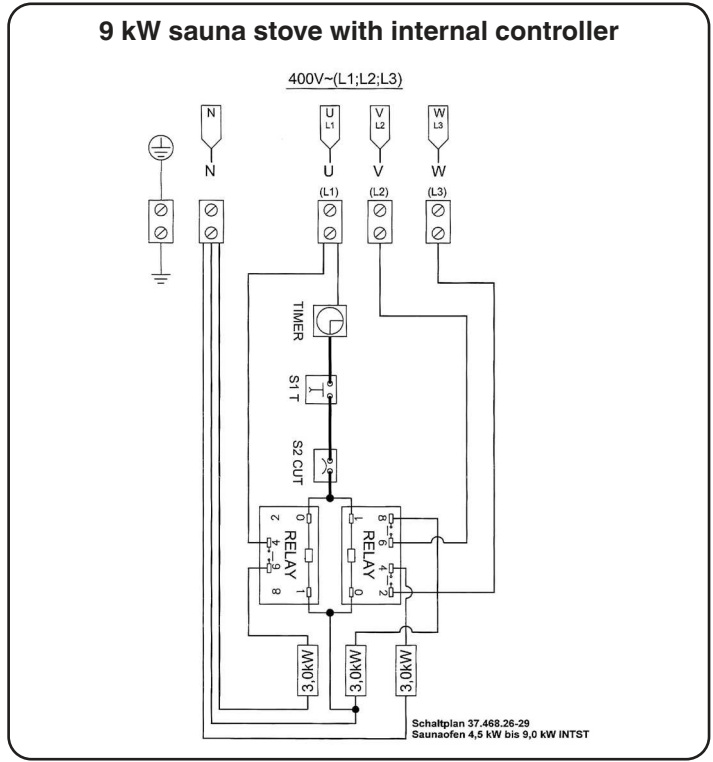 9 kW sauna stove with internal controller
400V~(L1;L2;L3)
N
U
L1
V
L2
W
L3
N
U
V
W
(L1)
(L2)
(L3)
TIMER
S1 T
S2 CUT
2
0
4
6
8
1
RELAY
1
8
6
4
0
2
RELAY
3,0kW
3,0kW
3,0kW
Schaltplan 37.468.26-29
Saunaofen 4,5 kW bis 9,0 kW INTST